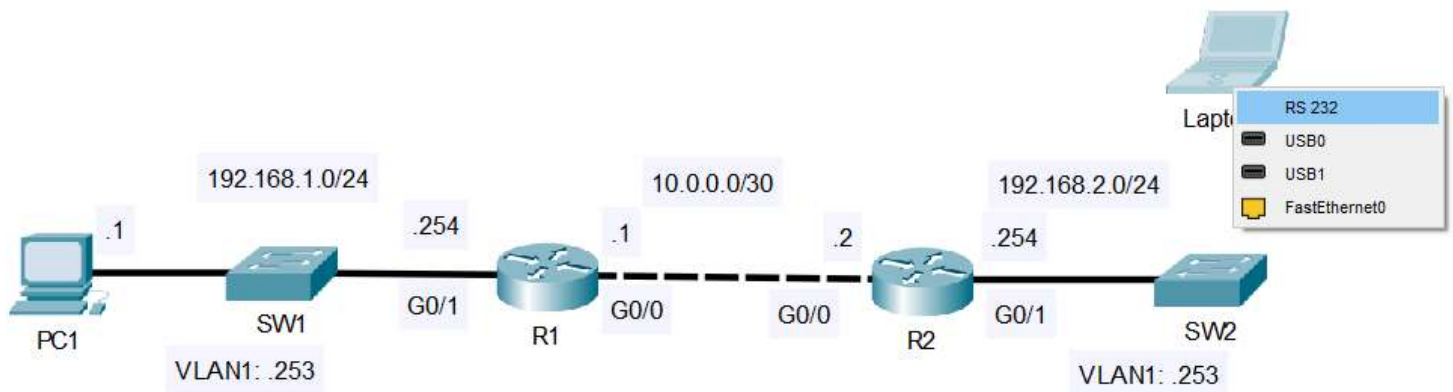 RS 232
Lapto
USB0
USB1
FastEthernet0
192.168.1.0/24
10.0.0.0/30
192.168.2.0/24
.1
.254
.1
.2
.254
PC1
SW1
G0/1
R1
G0/0
G0/0
R2
G0/1
SW2
VLAN1: .253
VLAN1: .253